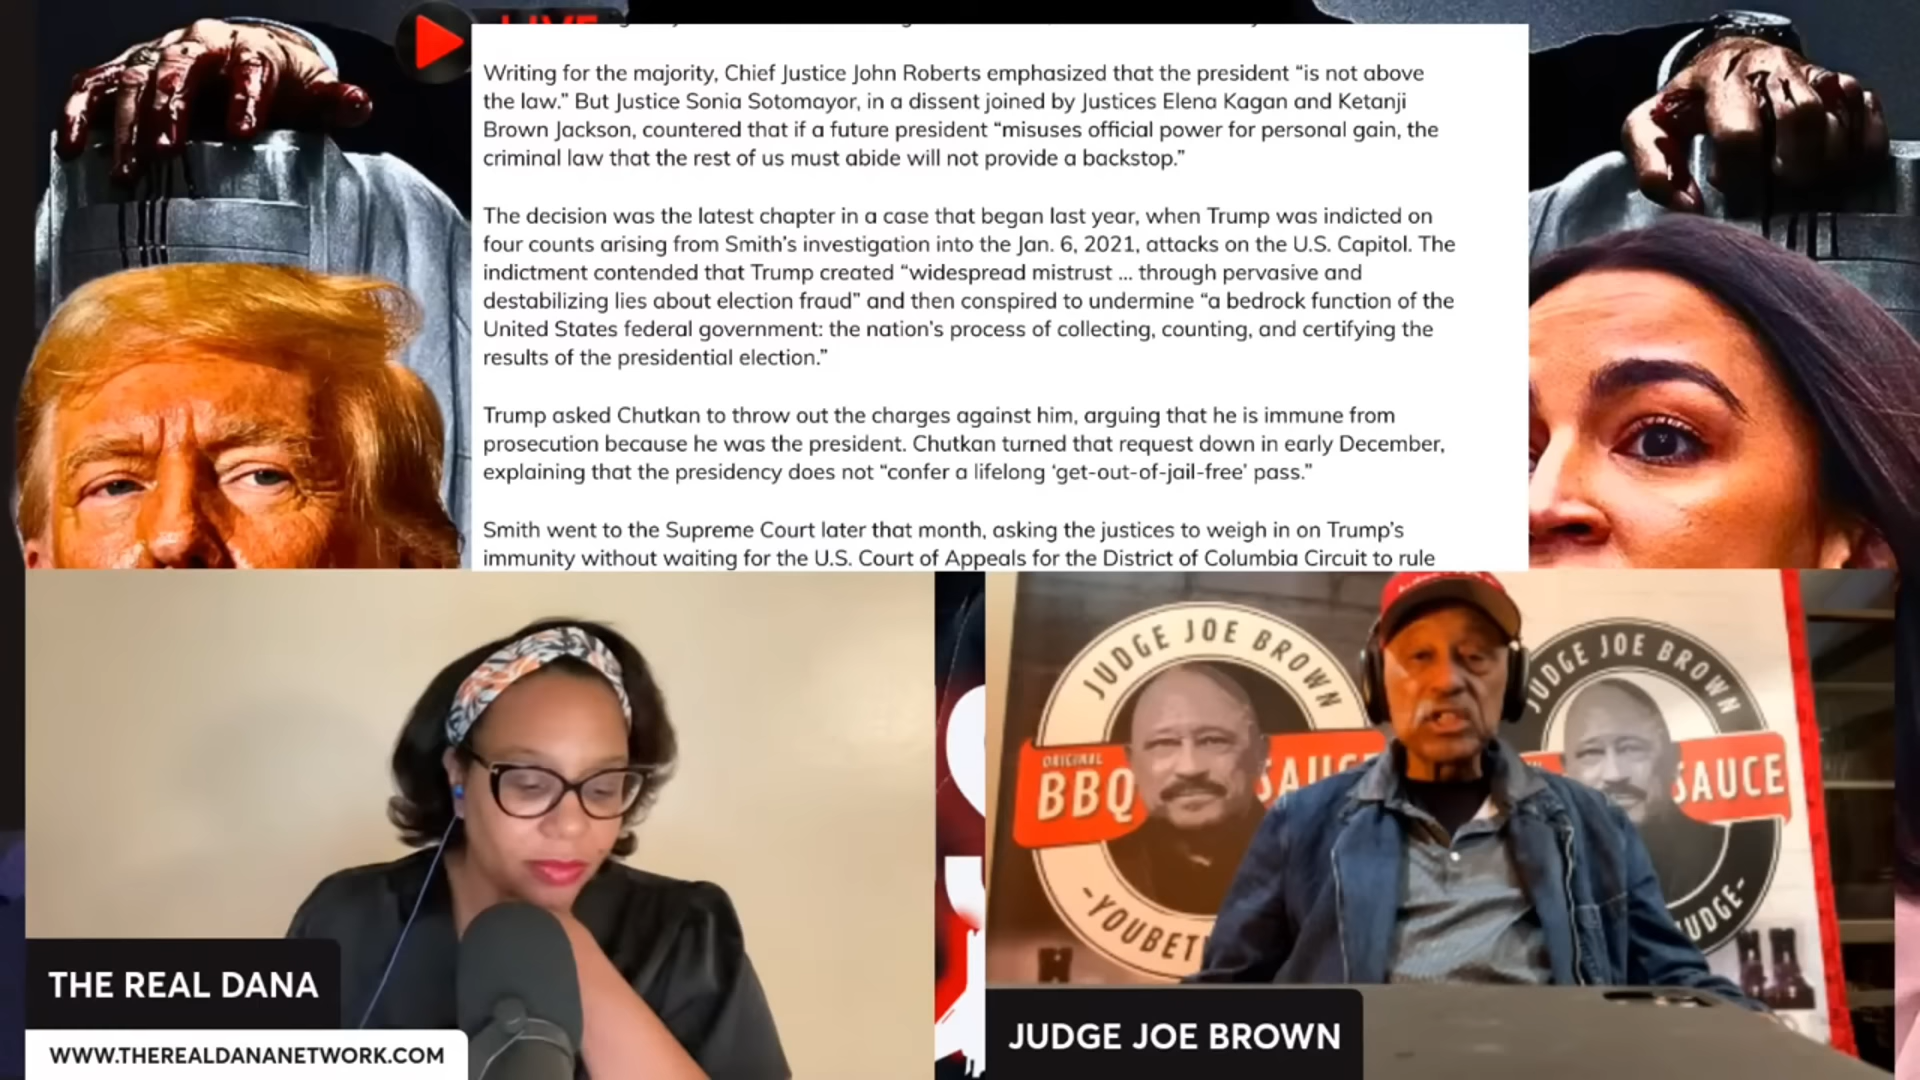 LIVE
Writing for the majority, Chief Justice John Roberts emphasized that the president “is not above
the law.” But Justice Sonia Sotomayor, in a dissent joined by Justices Elena Kagan and Ketanji
Brown Jackson, countered that if a future president “misuses official power for personal gain, the
criminal law that the rest of us must abide will not provide a backstop.”
The decision was the latest chapter in a case that began last year, when Trump was indicted on
four counts arising from Smith’s investigation into the Jan. 6, 2021, attacks on the U.S. Capitol. The
indictment contended that Trump created “widespread mistrust … through pervasive and
destabilizing lies about election fraud” and then conspired to undermine “a bedrock function of the
United States federal government: the nation’s process of collecting, counting, and certifying the
results of the presidential election.”
Trump asked Chutkan to throw out the charges against him, arguing that he is immune from
prosecution because he was the president. Chutkan turned that request down in early December,
explaining that the presidency does not “confer a lifelong ‘get-out-of-jail-free’ pass.”
Smith went to the Supreme Court later that month, asking the justices to weigh in on Trump’s
immunity without waiting for the U.S. Court of Appeals for the District of Columbia Circuit to rule
JUDGE JOE BROWN
ORIGINAL
BBQ SAUCE
-YOUBET
JUDGE JOE BROWN
SAUCE
JUDGE-
THE REAL DANA
WWW.THEREALDANANETWORK.COM
JUDGE JOE BROWN